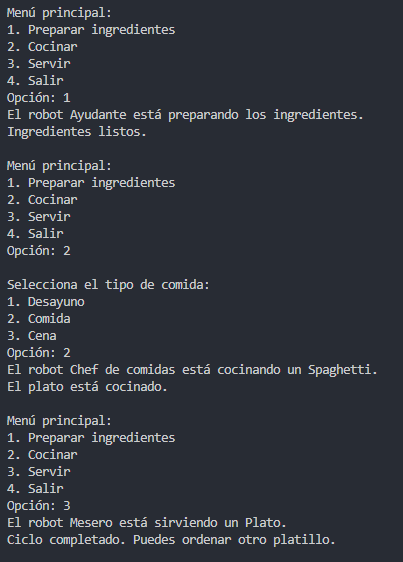 Menú principal:
1. Preparar ingredientes
2. Cocinar
3. Servir
4. Salir
Opción: 1
El robot Ayudante está preparando los ingredientes.
Ingredientes listos.

Menú principal:
1. Preparar ingredientes
2. Cocinar
3. Servir
4. Salir
Opción: 2

Selecciona el tipo de comida:
1. Desayuno
2. Comida
3. Cena
Opción: 2
El robot Chef de comidas está cocinando un Spaghetti.
El plato está cocinado.

Menú principal:
1. Preparar ingredientes
2. Cocinar
3. Servir
4. Salir
Opción: 3
El robot Mesero está sirviendo un Plato.
Ciclo completado. Puedes ordenar otro platillo.